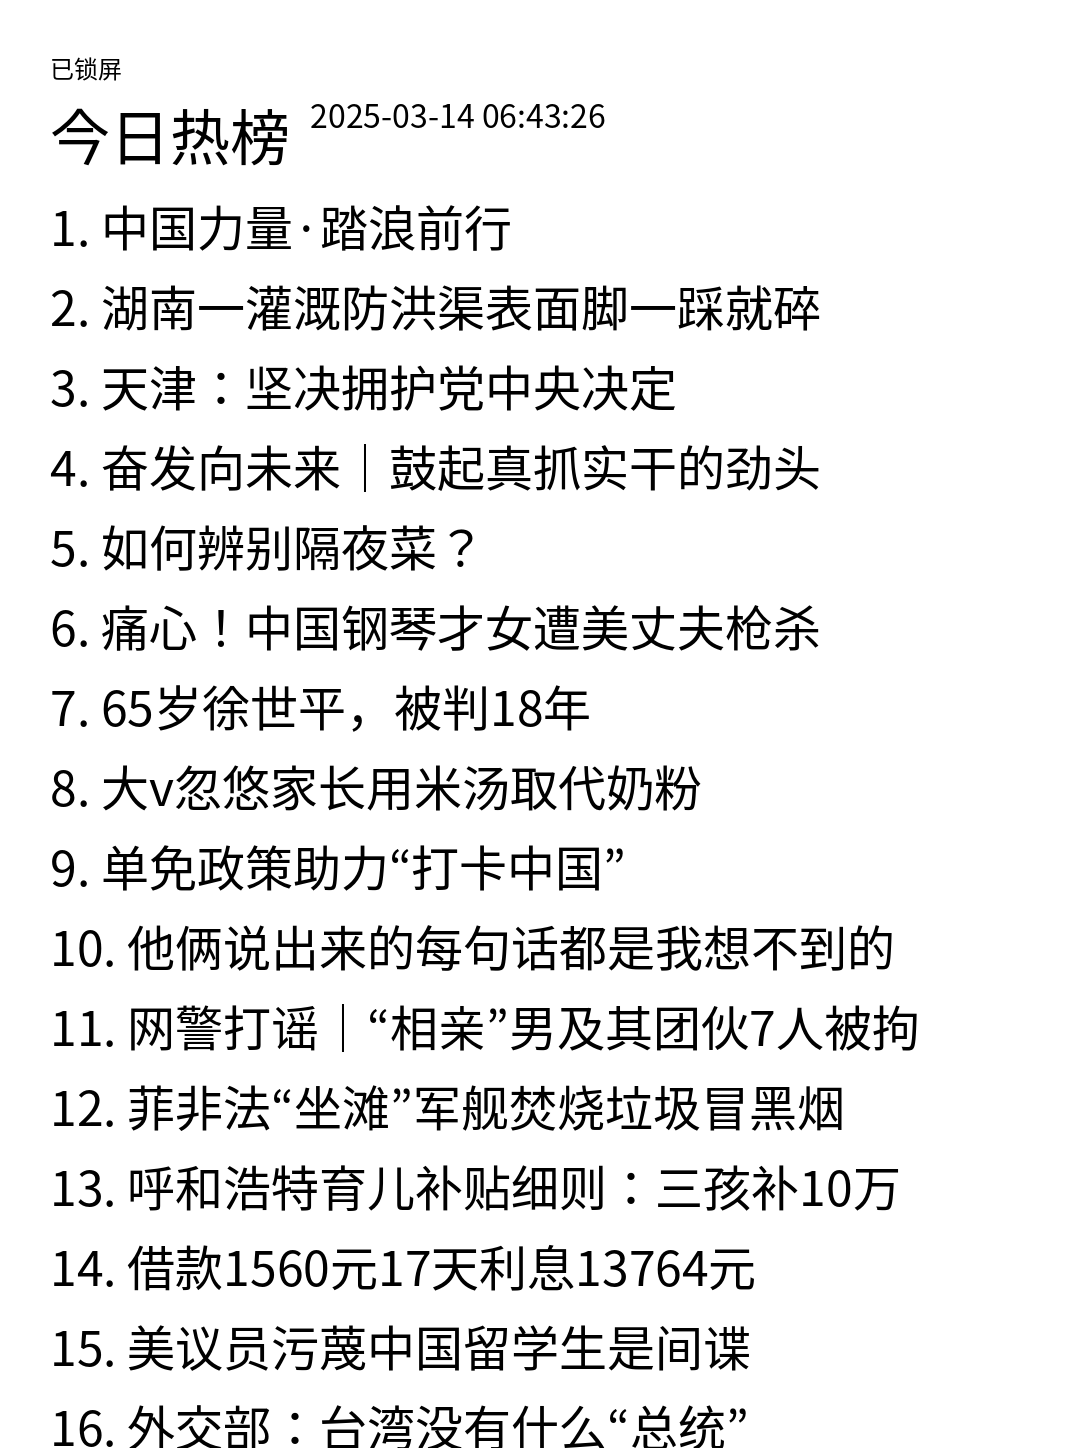 已锁屏
今日热榜 2025-03-14 06:43:26
1. 中国力量·踏浪前行
2. 湖南一灌溉防洪渠表面脚一踩就碎
3. 天津：坚决拥护党中央决定
4. 奋发向未来｜鼓起真抓实干的劲头
5. 如何辨别隔夜菜？
6. 痛心！中国钢琴才女遭美丈夫枪杀
7. 65岁徐世平，被判18年
8. 大v忽悠家长用米汤取代奶粉
9. 单免政策助力“打卡中国”
10. 他俩说出来的每句话都是我想不到的
11. 网警打谣｜“相亲”男及其团伙7人被拘
12. 菲非法“坐滩”军舰焚烧垃圾冒黑烟
13. 呼和浩特育儿补贴细则：三孩补10万
14. 借款1560元17天利息13764元
15. 美议员污蔑中国留学生是间谍
16. 外交部：台湾没有什么“总统”